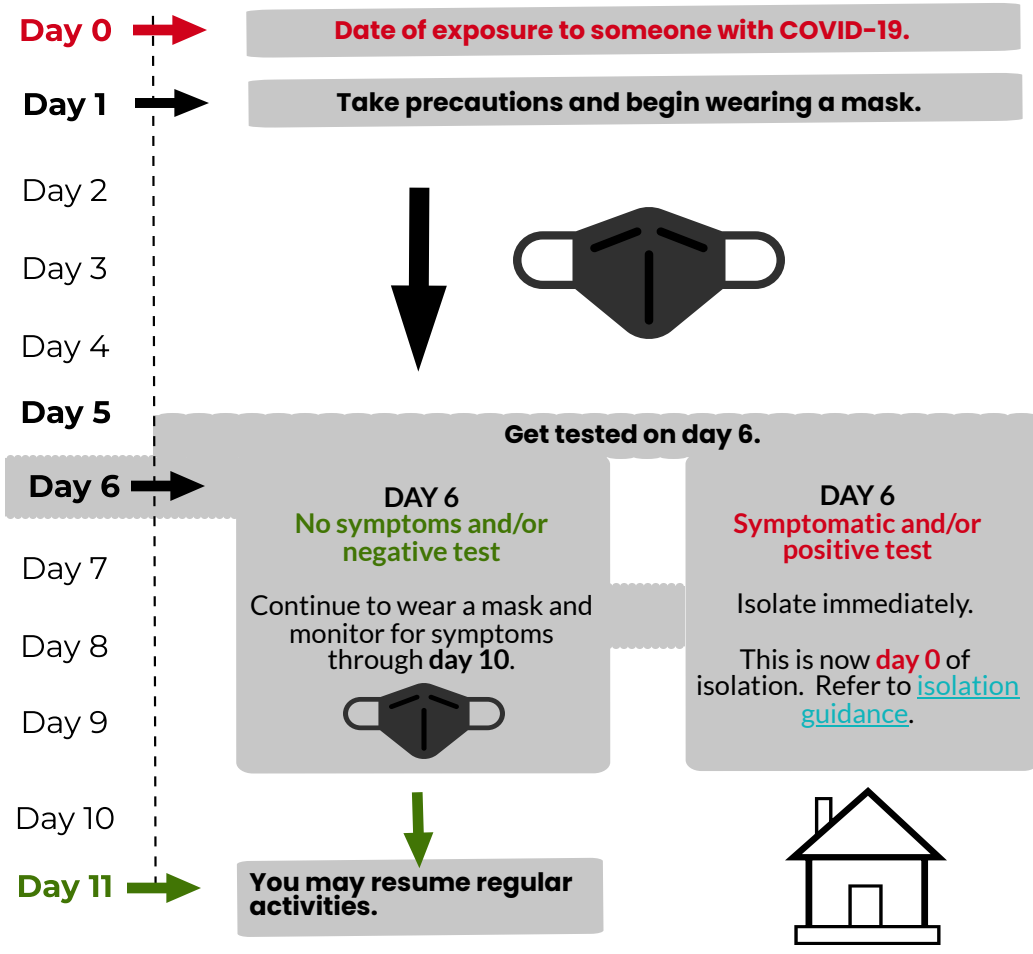 Day 0
Date of exposure to someone with COVID-19.
Day 1
Take precautions and begin wearing a mask.
Day 2
Day 3
Day 4
Day 5
Get tested on day 6.
Day 6
DAY 6
No symptoms and/or
negative test
Continue to wear a mask and
monitor for symptoms
through day 10.
DAY 6
Symptomatic and/or
positive test
Isolate immediately.
This is now day 0 of
isolation. Refer to isolation
guidance.
Day 7
Day 8
Day 9
Day 10
Day 11
You may resume regular
activities.